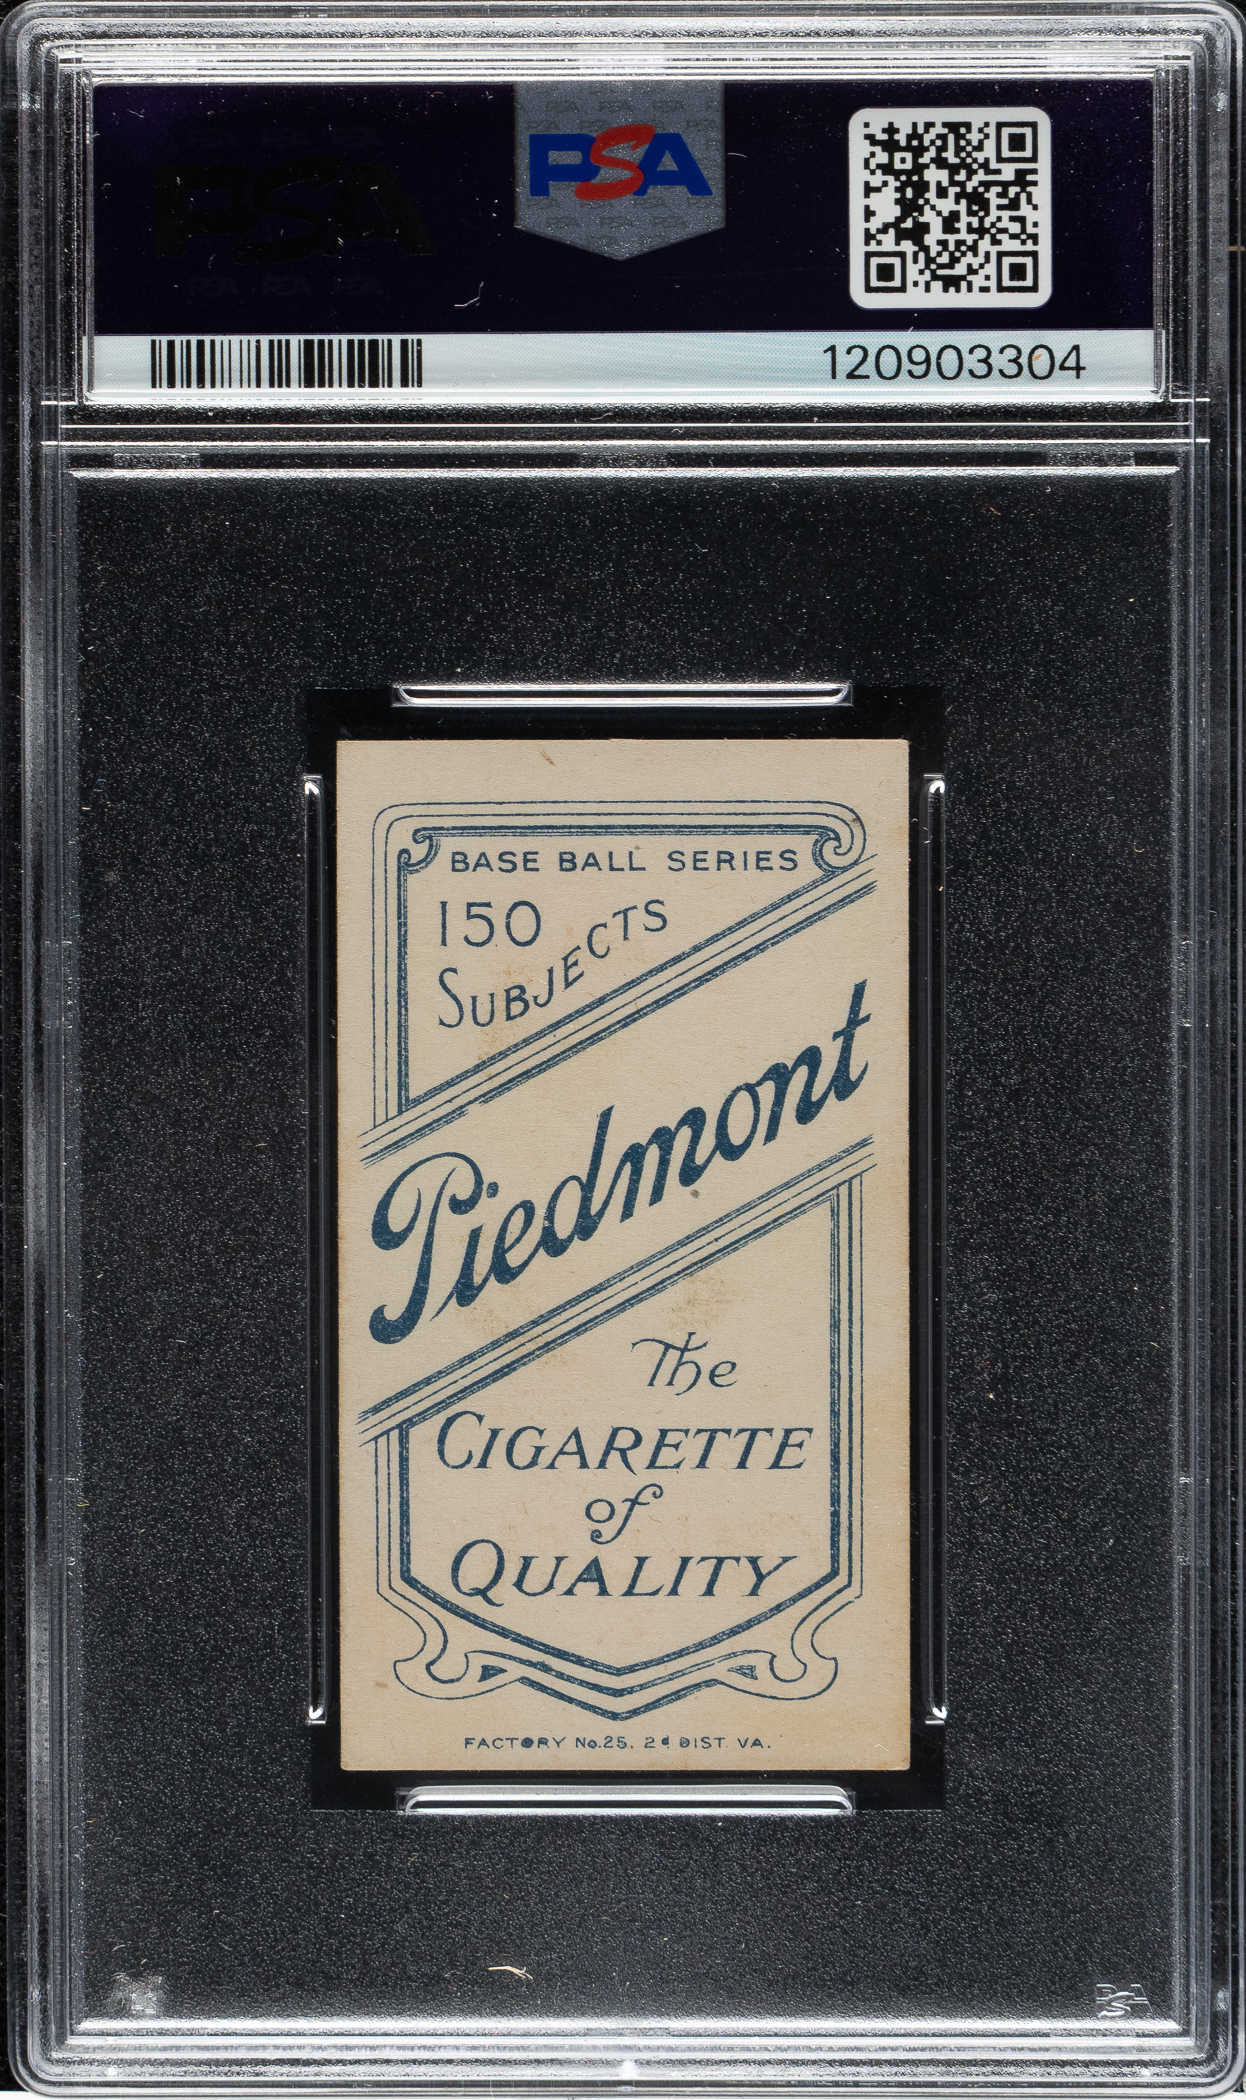 PSA
PSA
120903304
BASE BALL SERIES
150
SUBJECTS
Piedmont
The
CIGARETTE
of
QUALITY
FACTORY No. 25. 2d DIST. VA.
PSA